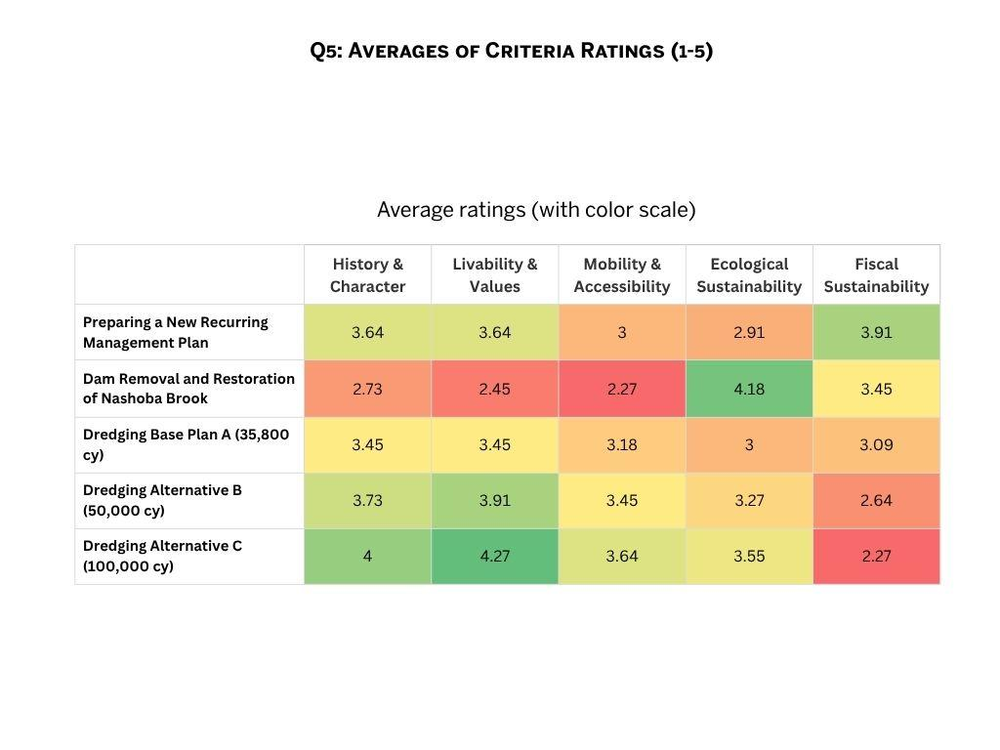 Q5: Averages of Criteria Ratings (1-5)
Average ratings (with color scale)
History & Character Livability & Values Mobility & Accessibility Ecological Sustainability Fiscal Sustainability
Preparing a New Recurring Management Plan 3.64 3.64 3 2.91 3.91
Dam Removal and Restoration of Nashoba Brook 2.73 2.45 2.27 4.18 3.45
Dredging Base Plan A (35,800 cy) 3.45 3.45 3.18 3 3.09
Dredging Alternative B (50,000 cy) 3.73 3.91 3.45 3.27 2.64
Dredging Alternative C (100,000 cy) 4 4.27 3.64 3.55 2.27